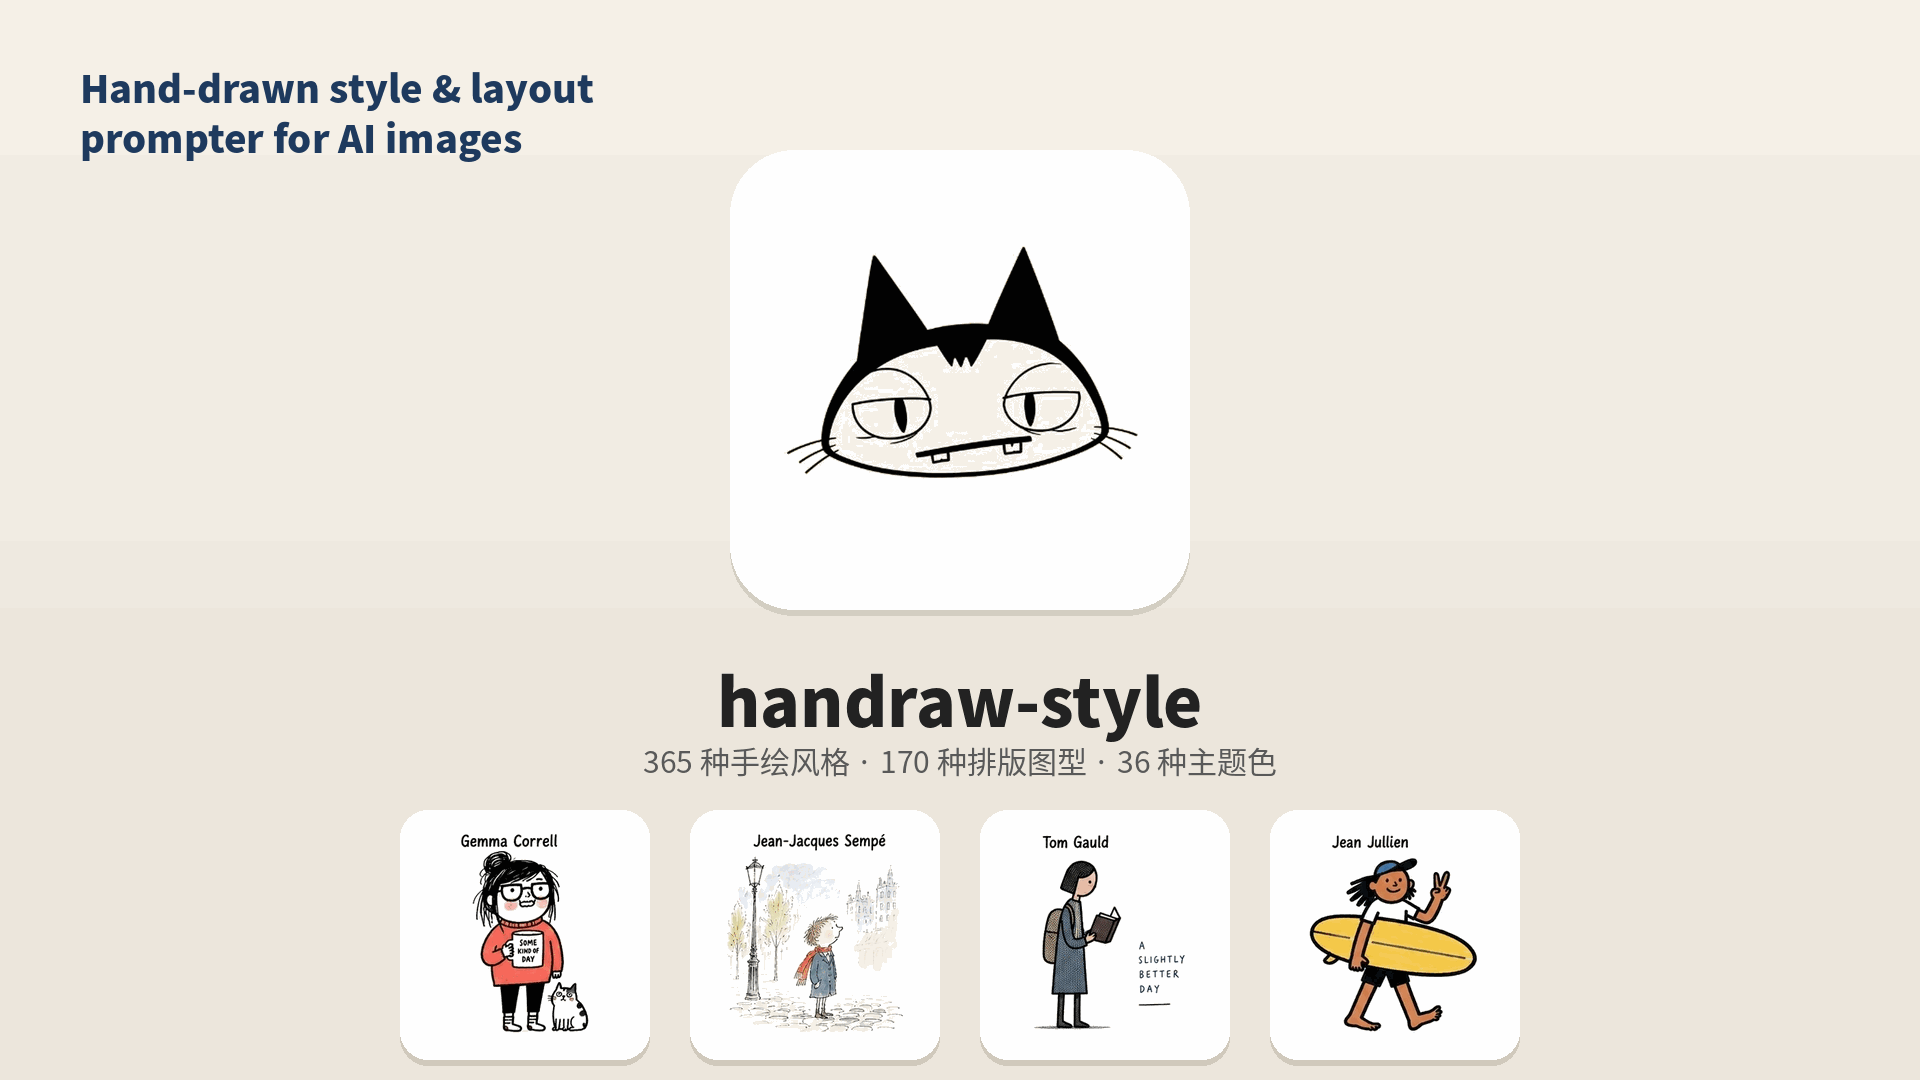 Hand-drawn style & layout
prompter for AI images
handraw-style
365 种手绘风格 · 170 种排版图型 · 36 种主题色
Gemma Correll
SOME
KIND OF
DAY
Jean-Jacques Sempé
Tom Gauld
A
SLIGHTLY
BETTER
DAY
Jean Jullien